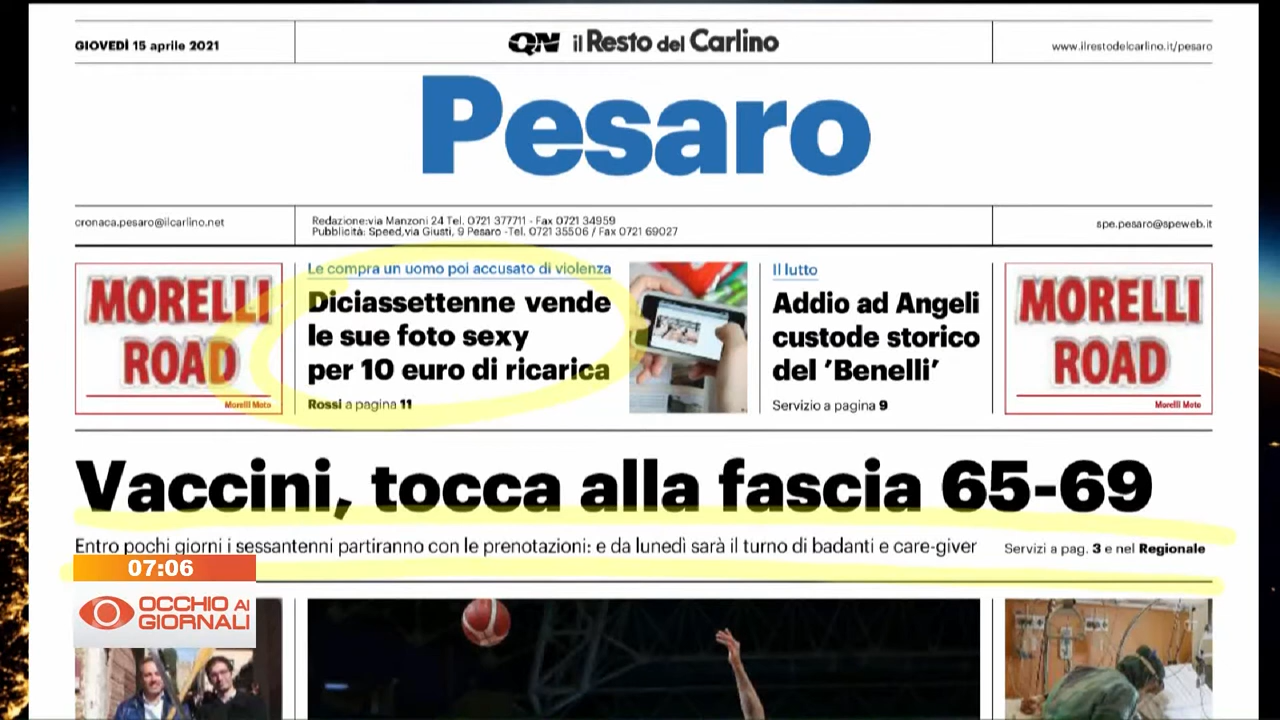 GIOVEDÌ 15 aprile 2021
QN il Resto del Carlino
www.ilrestodelcarlino.it/pesaro
Pesaro
cronaca.pesaro@ilcarlino.net
Redazione:via Manzoni 24 Tel. 0721 377711 - Fax 0721 34959
Pubblicità: Speed,via Giusti, 9 Pesaro -Tel. 0721 35506 / Fax 0721 69027
spe.pesaro@speweb.it
MORELLI
ROAD
Morelli Moto
Le compra un uomo poi accusato di violenza
Diciassettenne vende
le sue foto sexy
per 10 euro di ricarica
Rossi a pagina 11
Il lutto
Addio ad Angeli
custode storico
del ’Benelli’
Servizio a pagina 9
MORELLI
ROAD
Morelli Moto
Vaccini, tocca alla fascia 65-69
Entro pochi giorni i sessantenni partiranno con le prenotazioni: e da lunedì sarà il turno di badanti e care-giver
Servizi a pag. 3 e nel Regionale
07:06
OCCHIO AI
GIORNALI